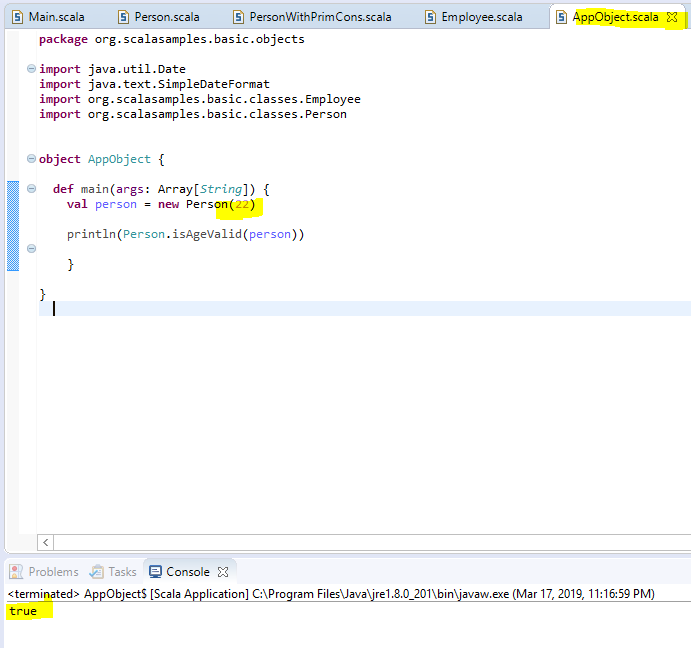 Main.scala Person.scala PersonWithPrimCons.scala Employee.scala AppObject.scala
package org.scalasamples.basic.objects
import java.util.Date
import java.text.SimpleDateFormat
import org.scalasamples.basic.classes.Employee
import org.scalasamples.basic.classes.Person
object AppObject {
def main(args: Array[String]) {
val person = new Person(22)
println(Person.isAgeValid(person))
}
}
Problems Tasks Console
<terminated> AppObject$ [Scala Application] C:\Program Files\Java\jre1.8.0_201\bin\javaw.exe (Mar 17, 2019, 11:16:59 PM)
true